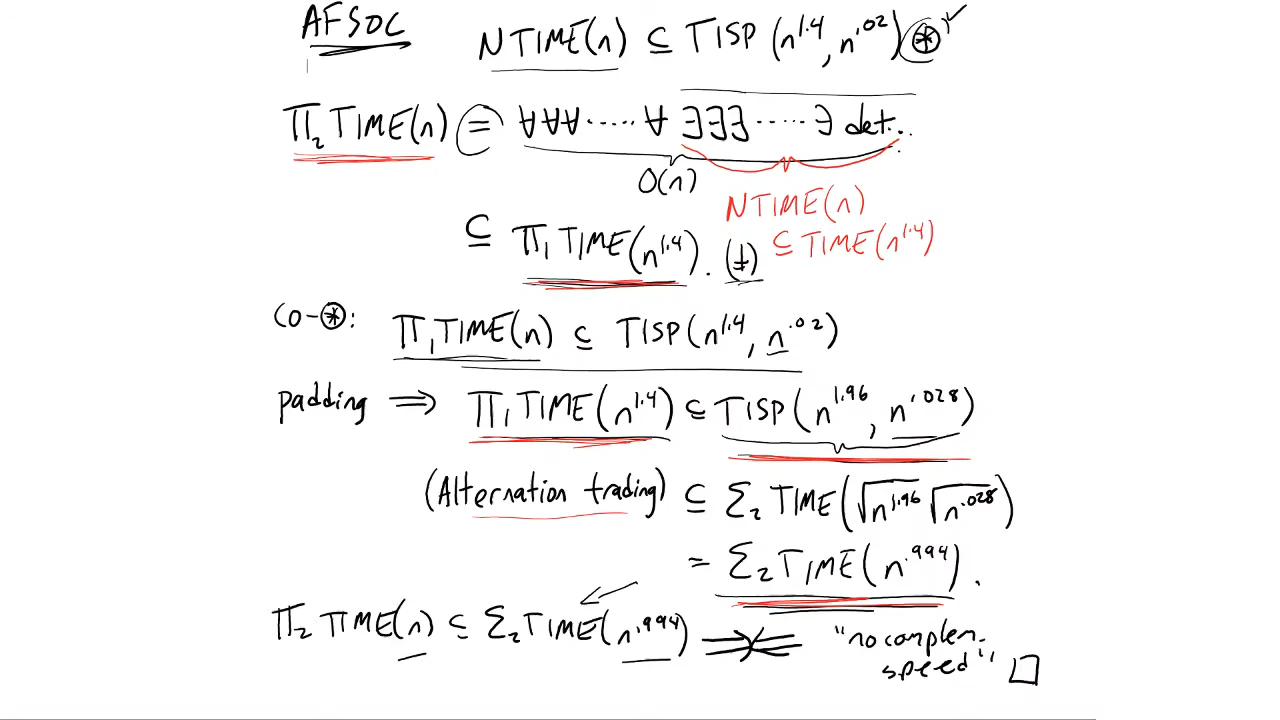 AFSOC NTIME(n) ⊆ TISP(n^1.4, n^.02) ⊛ ✓
Π₂TIME(n) = ∀∀∀·····∀ ∃∃∃·····∃ det...
O(n)
NTIME(n)
⊆ TIME(n^1.4)
⊆ Π₁TIME(n^1.4). (‡)
co-⊛: Π₁TIME(n) ⊆ TISP(n^1.4, n^.02)
padding ⟹ Π₁TIME(n^1.4) ⊆ TISP(n^1.96, n^.028)
(Alternation trading) ⊆ Σ₂TIME(√n^1.96 √n^.028)
= Σ₂TIME(n^.994).
Π₂TIME(n) ⊆ Σ₂TIME(n^.994) ⇒⇐ "no complem.
speed" □